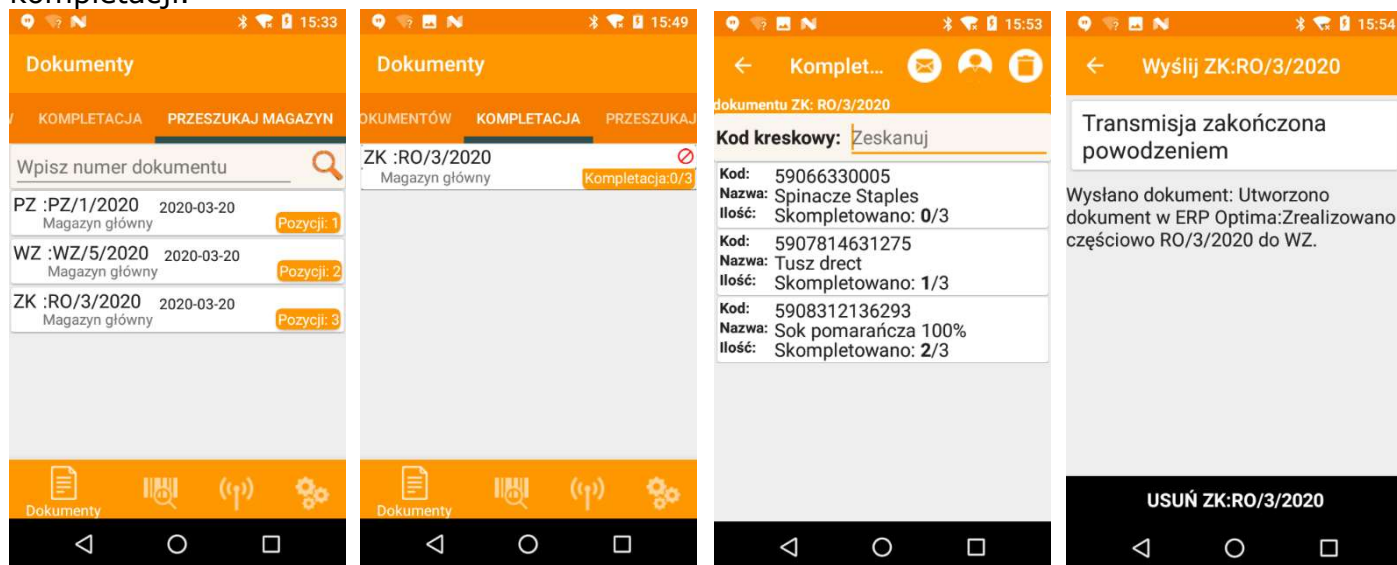 kompletacji.
15:33
Dokumenty
KOMPLETACJA PRZESZUKAJ MAGAZYN
Wpisz numer dokumentu
PZ :PZ/1/2020 2020-03-20
Magazyn główny Pozycji: 1
WZ :WZ/5/2020 2020-03-20
Magazyn główny Pozycji: 2
ZK :RO/3/2020 2020-03-20
Magazyn główny Pozycji: 3
Dokumenty
15:49
Dokumenty
OKUMENTÓW KOMPLETACJA PRZESZUKAJ
ZK :RO/3/2020
Magazyn główny Kompletacja:0/3
Dokumenty
15:53
Komplet...
dokumentu ZK: RO/3/2020
Kod kreskowy: Zeskanuj
Kod: 59066330005
Nazwa: Spinacze Staples
Ilość: Skompletowano: 0/3
Kod: 5907814631275
Nazwa: Tusz drect
Ilość: Skompletowano: 1/3
Kod: 5908312136293
Nazwa: Sok pomarańcza 100%
Ilość: Skompletowano: 2/3
15:54
Wyślij ZK:RO/3/2020
Transmisja zakończona
powodzeniem
Wysłano dokument: Utworzono
dokument w ERP Optima:Zrealizowano
częściowo RO/3/2020 do WZ.
USUŃ ZK:RO/3/2020